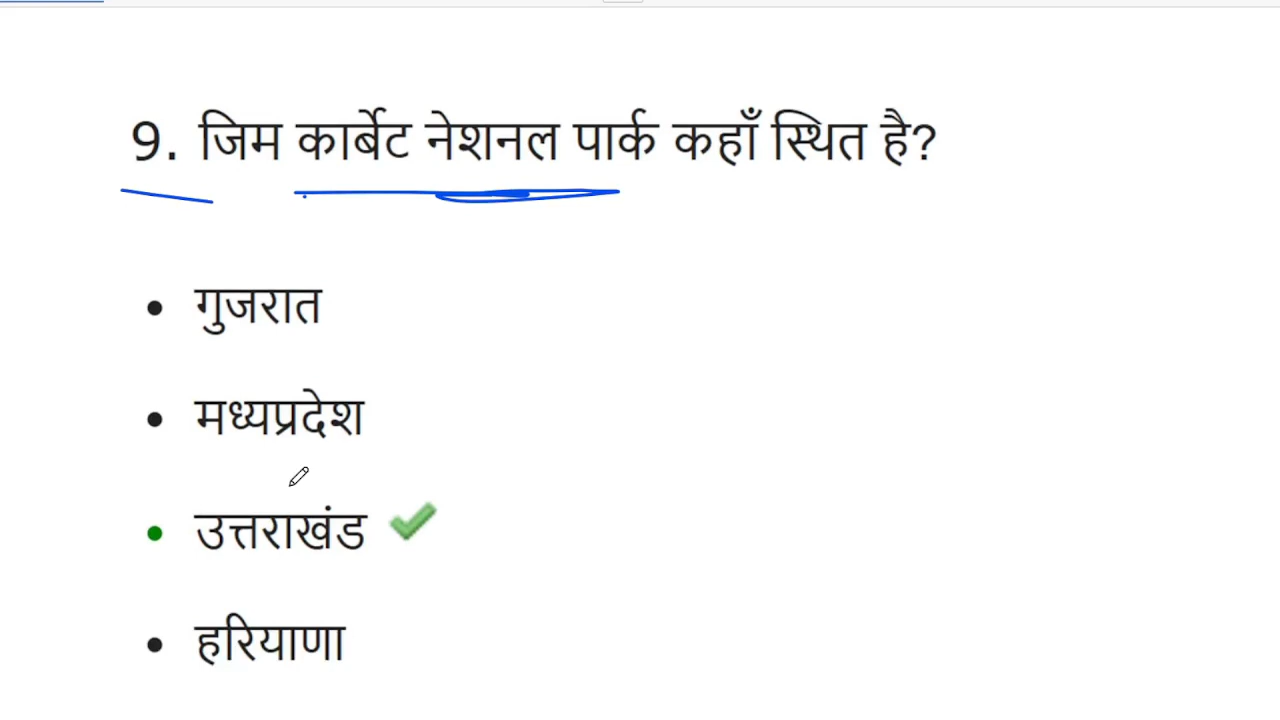 9. जिम कार्बेट नेशनल पार्क कहाँ स्थित है?
गुजरात
मध्यप्रदेश
उत्तराखंड
हरियाणा